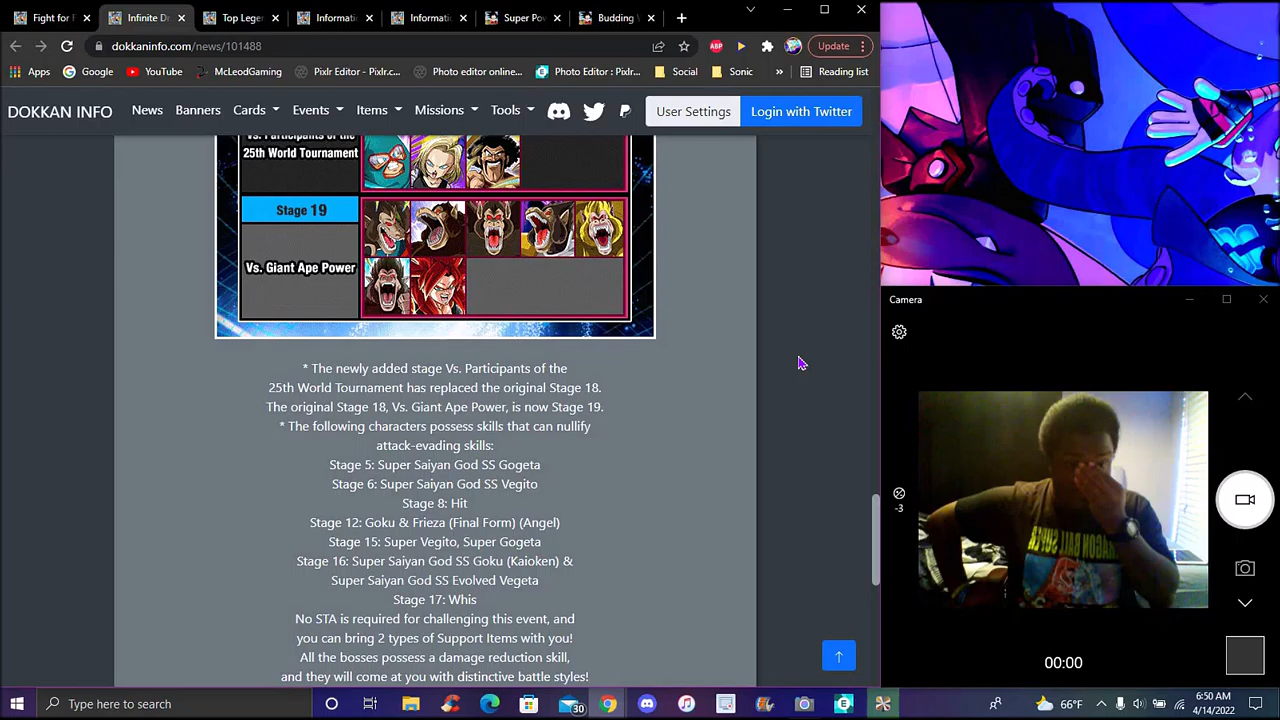 Fight for F
Infinite Dr
Top Leger
Informatio
Informatio
Super Pow
Budding W
dokkaninfo.com/news/101488
ABP
Update
Apps
Google
YouTube
McLeodGaming
Pixlr Editor - Pixlr.c...
Photo editor online...
Photo Editor : Pixlr...
Social
Sonic
»
Reading list
DOKKAN INFO
News
Banners
Cards
Events
Items
Missions
Tools
User Settings
Login with Twitter
Vs. Participants of the
25th World Tournament
Stage 19
Vs. Giant Ape Power
* The newly added stage Vs. Participants of the
25th World Tournament has replaced the original Stage 18.
The original Stage 18, Vs. Giant Ape Power, is now Stage 19.
* The following characters possess skills that can nullify
attack-evading skills:
Stage 5: Super Saiyan God SS Gogeta
Stage 6: Super Saiyan God SS Vegito
Stage 8: Hit
Stage 12: Goku & Frieza (Final Form) (Angel)
Stage 15: Super Vegito, Super Gogeta
Stage 16: Super Saiyan God SS Goku (Kaioken) &
Super Saiyan God SS Evolved Vegeta
Stage 17: Whis
No STA is required for challenging this event, and
you can bring 2 types of Support Items with you!
All the bosses possess a damage reduction skill,
and they will come at you with distinctive battle styles!
Camera
-3
DRAGON BALL SUPER
00:00
Type here to search
30
66°F
6:50 AM
4/14/2022